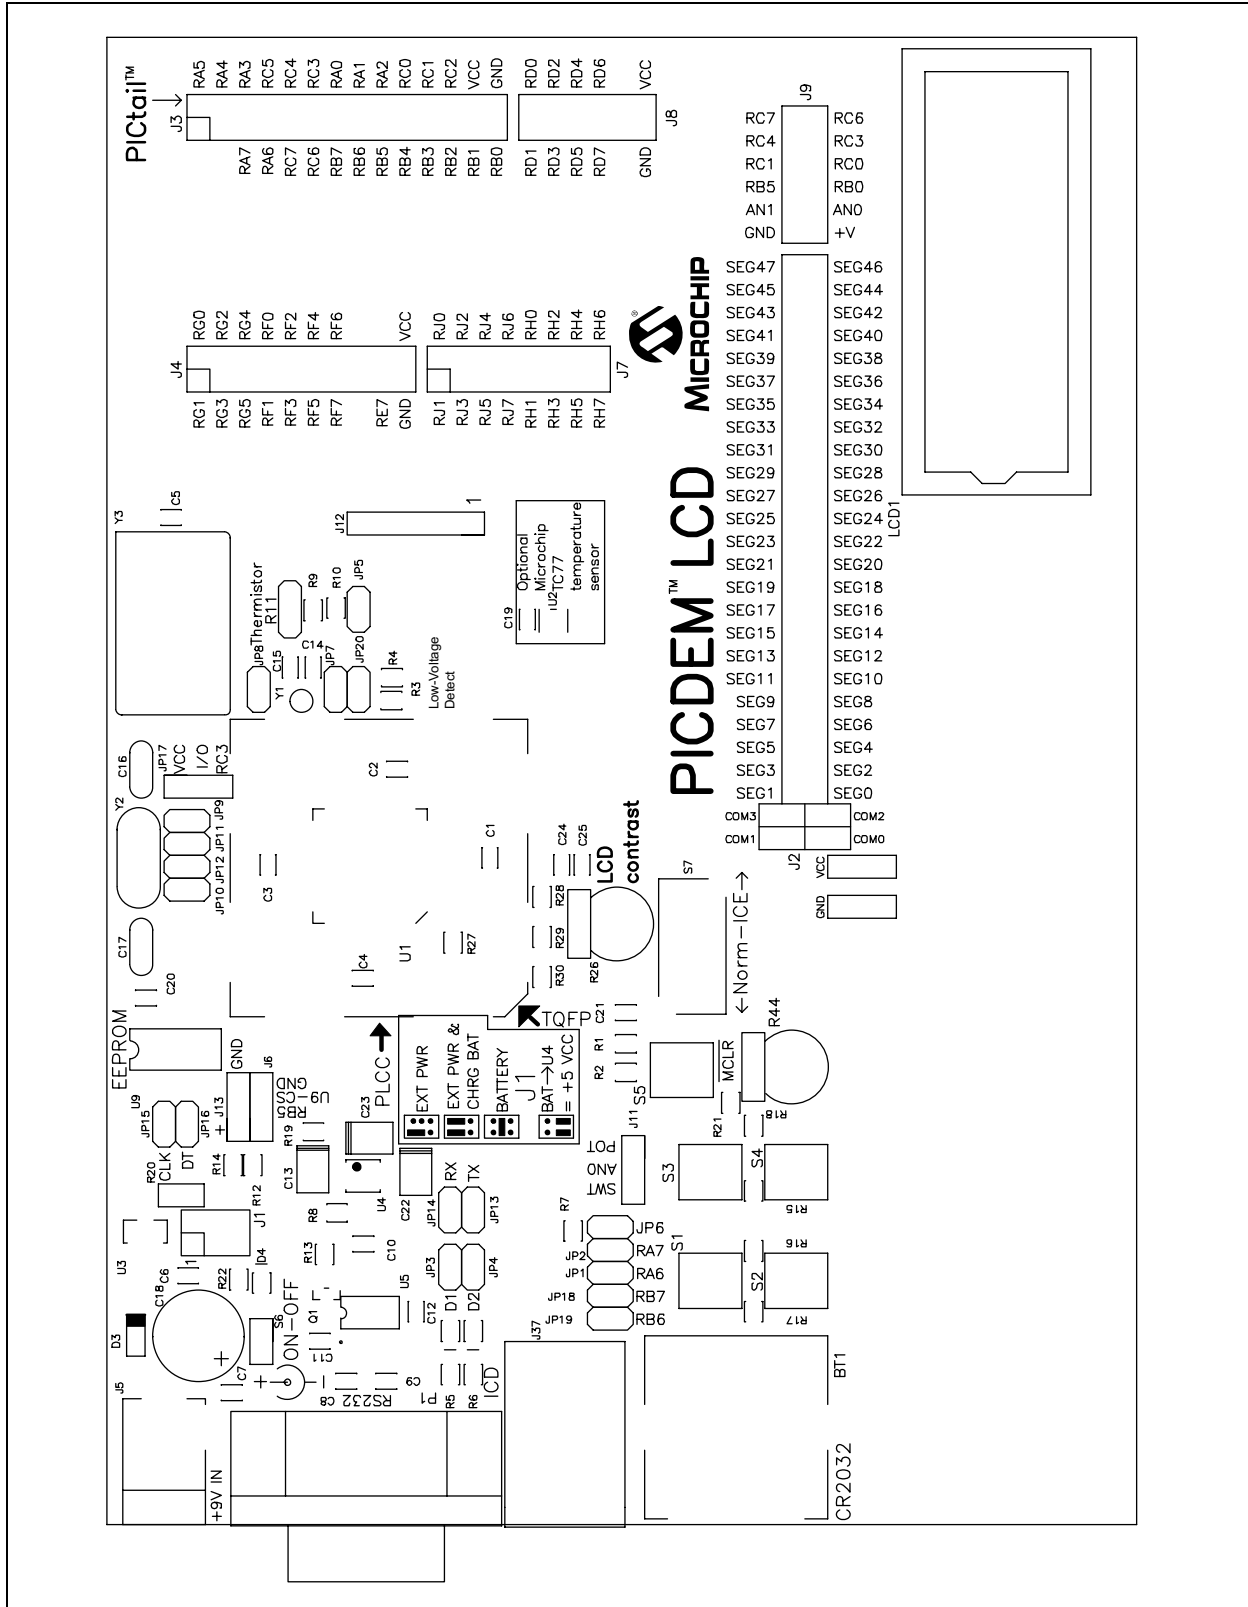 PICtail™
J3
RA5
RA4
RA3
RC5
RC4
RC3
RA0
RA1
RA2
RC0
RC1
RC2
VCC
GND
RA7
RA6
RC7
RC6
RB7
RB6
RB5
RB4
RB3
RB2
RB1
RB0
RD0
RD2
RD4
RD6
VCC
J8
RD1
RD3
RD5
RD7
GND
J9
RC7 RC6
RC4 RC3
RC1 RC0
RB5 RB0
AN1 AN0
GND +V
J4
RG0
RG2
RG4
RF0
RF2
RF4
RF6
VCC
RG1
RG3
RG5
RF1
RF3
RF5
RF7
RE7
GND
RJ0
RJ2
RJ4
RJ6
RH0
RH2
RH4
RH6
J7
RJ1
RJ3
RJ5
RJ7
RH1
RH3
RH5
RH7
®
MICROCHIP
PICDEM™ LCD
SEG47 SEG46
SEG45 SEG44
SEG43 SEG42
SEG41 SEG40
SEG39 SEG38
SEG37 SEG36
SEG35 SEG34
SEG33 SEG32
SEG31 SEG30
SEG29 SEG28
SEG27 SEG26
SEG25 SEG24
SEG23 SEG22
SEG21 SEG20
SEG19 SEG18
SEG17 SEG16
SEG15 SEG14
SEG13 SEG12
SEG11 SEG10
SEG9 SEG8
SEG7 SEG6
SEG5 SEG4
SEG3 SEG2
SEG1 SEG0
COM3 COM2
COM1 COM0
J2
VCC
GND
LCD1
Y3
C5
J12
1
Thermistor
R11
R9
R10
JP5
JP8
C15
C14
Y1
JP7
JP20
R4
R3
Low-Voltage
Detect
C19
Optional
Microchip
U2 TC77
temperature
sensor
C16
JP17
VCC
I/O
RC3
Y2
JP9
JP11
JP12
JP10
C17
C20
C2
C3
C1
C4
U1
R27
C24
C25
LCD
contrast
R28
R29
R30
R26
S7
←Norm-ICE→
EEPROM
U9
GND
J6
GND
U9-CS
RB5
J13
+
JP15
JP16
CLK
DT
R20
R14
R12
PLCC
TQFP
EXT PWR
EXT PWR &
CHRG BAT
BATTERY
J1
BAT→U4
= +5 VCC
C21
R1
R2
S5
MCLR
R44
R21
R18
R19
C23
C13
U4
C22
R8
R13
C10
J11
POT
AN0
SWT
S3
S4
R15
S1
S2
R16
R17
R7
JP6
JP2
RA7
JP1
RA6
JP18
RB7
JP19
RB6
RX
TX
JP14
JP13
JP3
JP4
D1
D2
U3
J1
1
C6
C18
R22
D4
D3
+
S6
ON-OFF
Q1
U5
C12
C11
J5
C7
+
−
C8
RS232
C9
P1
R5
R6
ICD
J37
+9V IN
BT1
CR2032